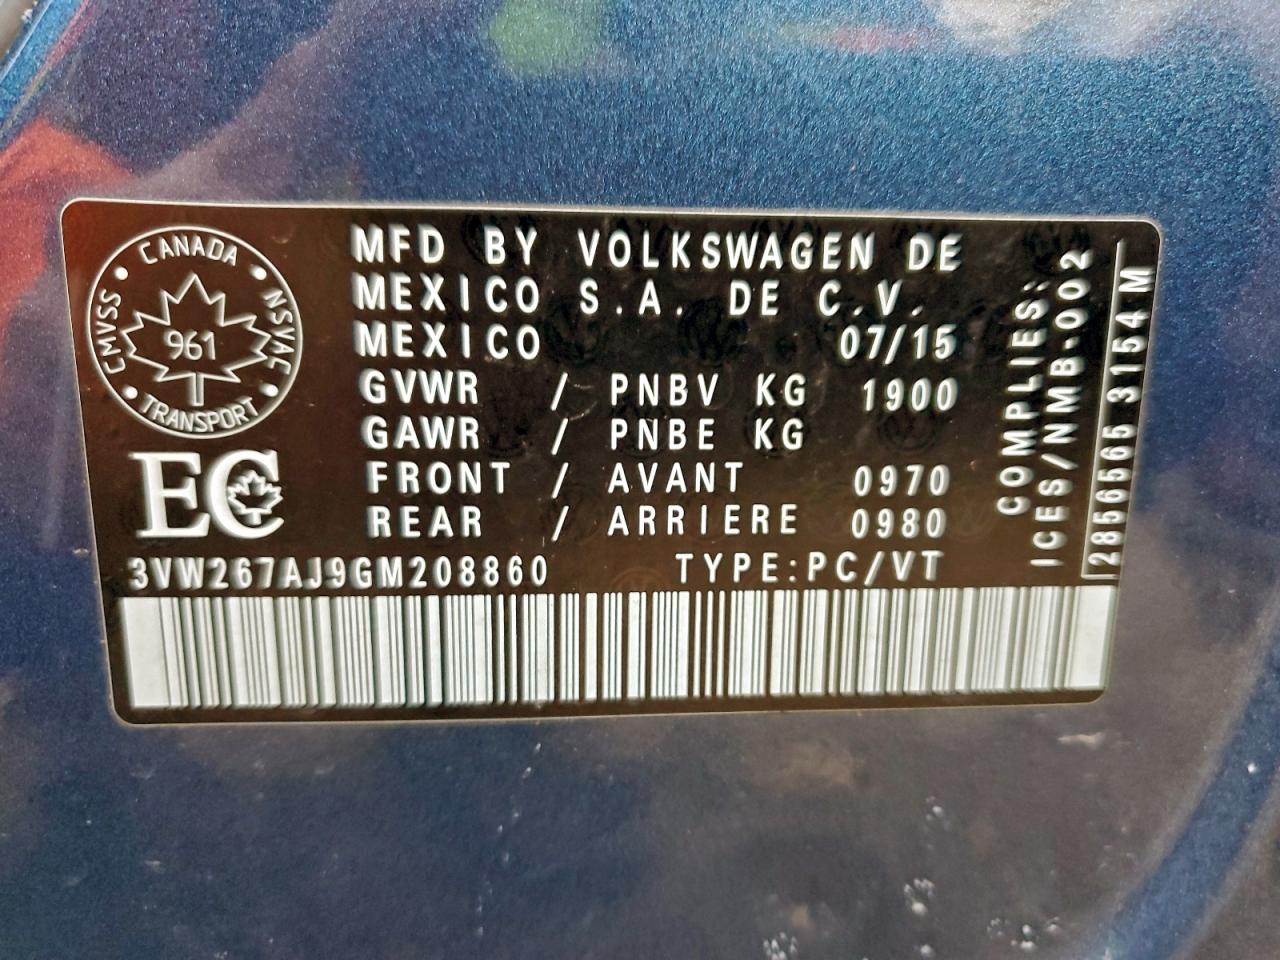 CANADA
CMVSS
NSVAC
961
TRANSPORT
EC
MFD BY VOLKSWAGEN DE
MEXICO S.A. DE C.V.
MEXICO 07/15
GVWR / PNBV KG 1900
GAWR / PNBE KG
FRONT / AVANT 0970
REAR / ARRIERE 0980
3VW267AJ9GM208860 TYPE:PC/VT
COMPLIES:
ICES/NMB-002
285565 3154 M